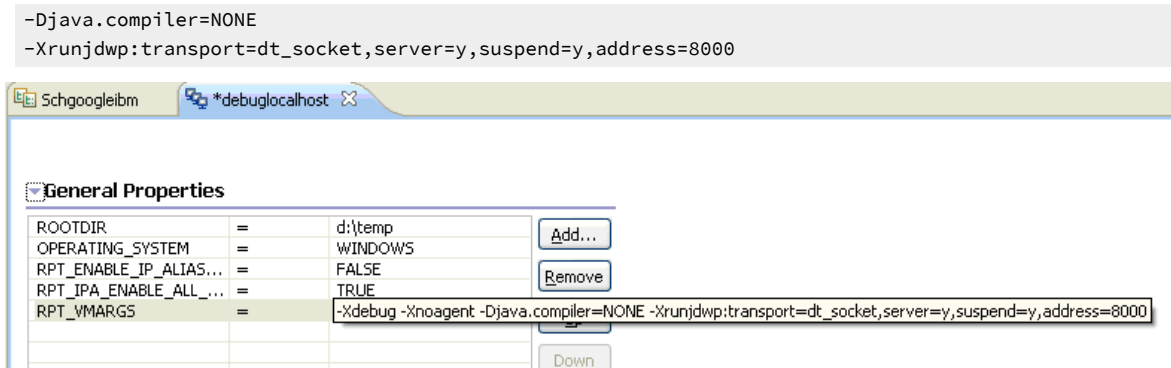 -Djava.compiler=NONE
-Xrunjdwp:transport=dt_socket,server=y,suspend=y,address=8000
Schgoogleibm *debuglocalhost
General Properties
ROOTDIR = d:\temp Add...
OPERATING_SYSTEM = WINDOWS
RPT_ENABLE_IP_ALIAS... = FALSE Remove
RPT_IPA_ENABLE_ALL_... = TRUE
RPT_VMARGS = -Xdebug -Xnoagent -Djava.compiler=NONE -Xrunjdwp:transport=dt_socket,server=y,suspend=y,address=8000
Down